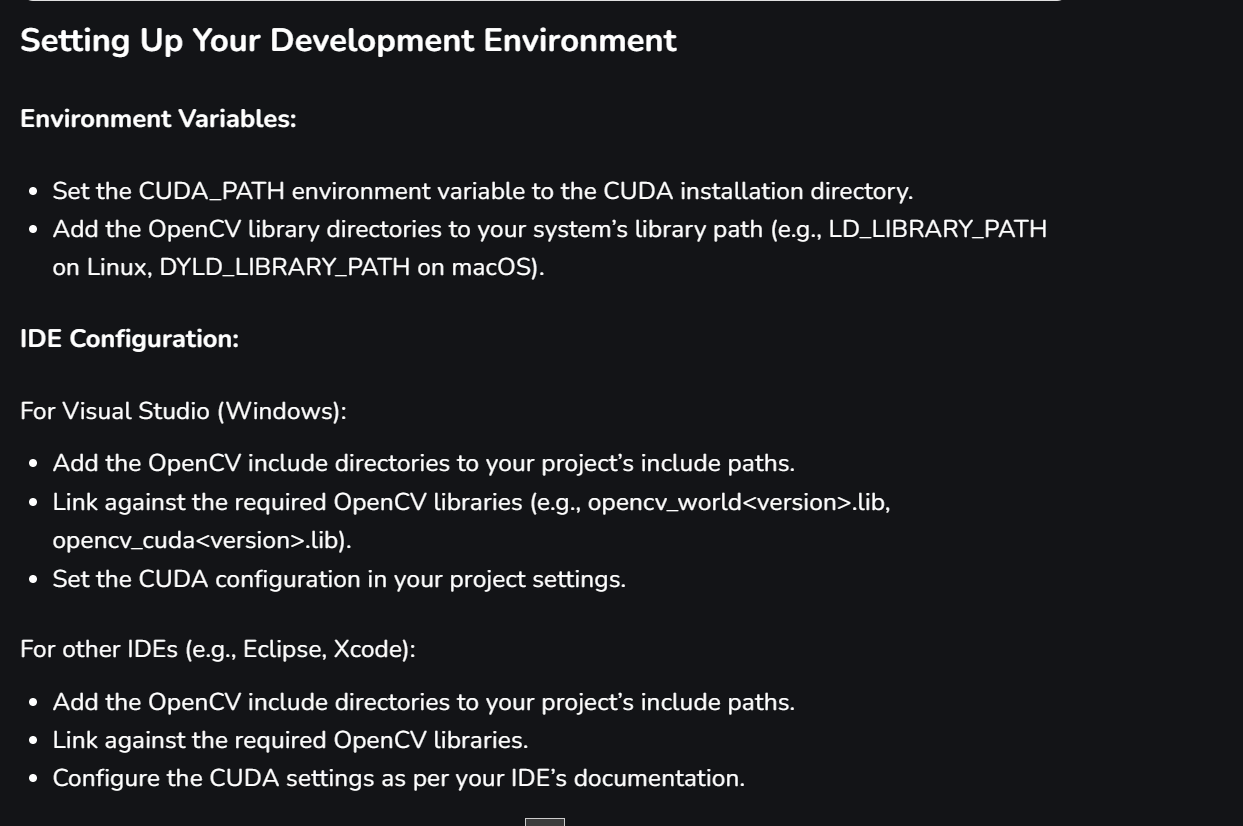 Setting Up Your Development Environment
Environment Variables:
• Set the CUDA_PATH environment variable to the CUDA installation directory.
• Add the OpenCV library directories to your system’s library path (e.g., LD_LIBRARY_PATH
on Linux, DYLD_LIBRARY_PATH on macOS).
IDE Configuration:
For Visual Studio (Windows):
• Add the OpenCV include directories to your project’s include paths.
• Link against the required OpenCV libraries (e.g., opencv_world<version>.lib,
opencv_cuda<version>.lib).
• Set the CUDA configuration in your project settings.
For other IDEs (e.g., Eclipse, Xcode):
• Add the OpenCV include directories to your project’s include paths.
• Link against the required OpenCV libraries.
• Configure the CUDA settings as per your IDE’s documentation.